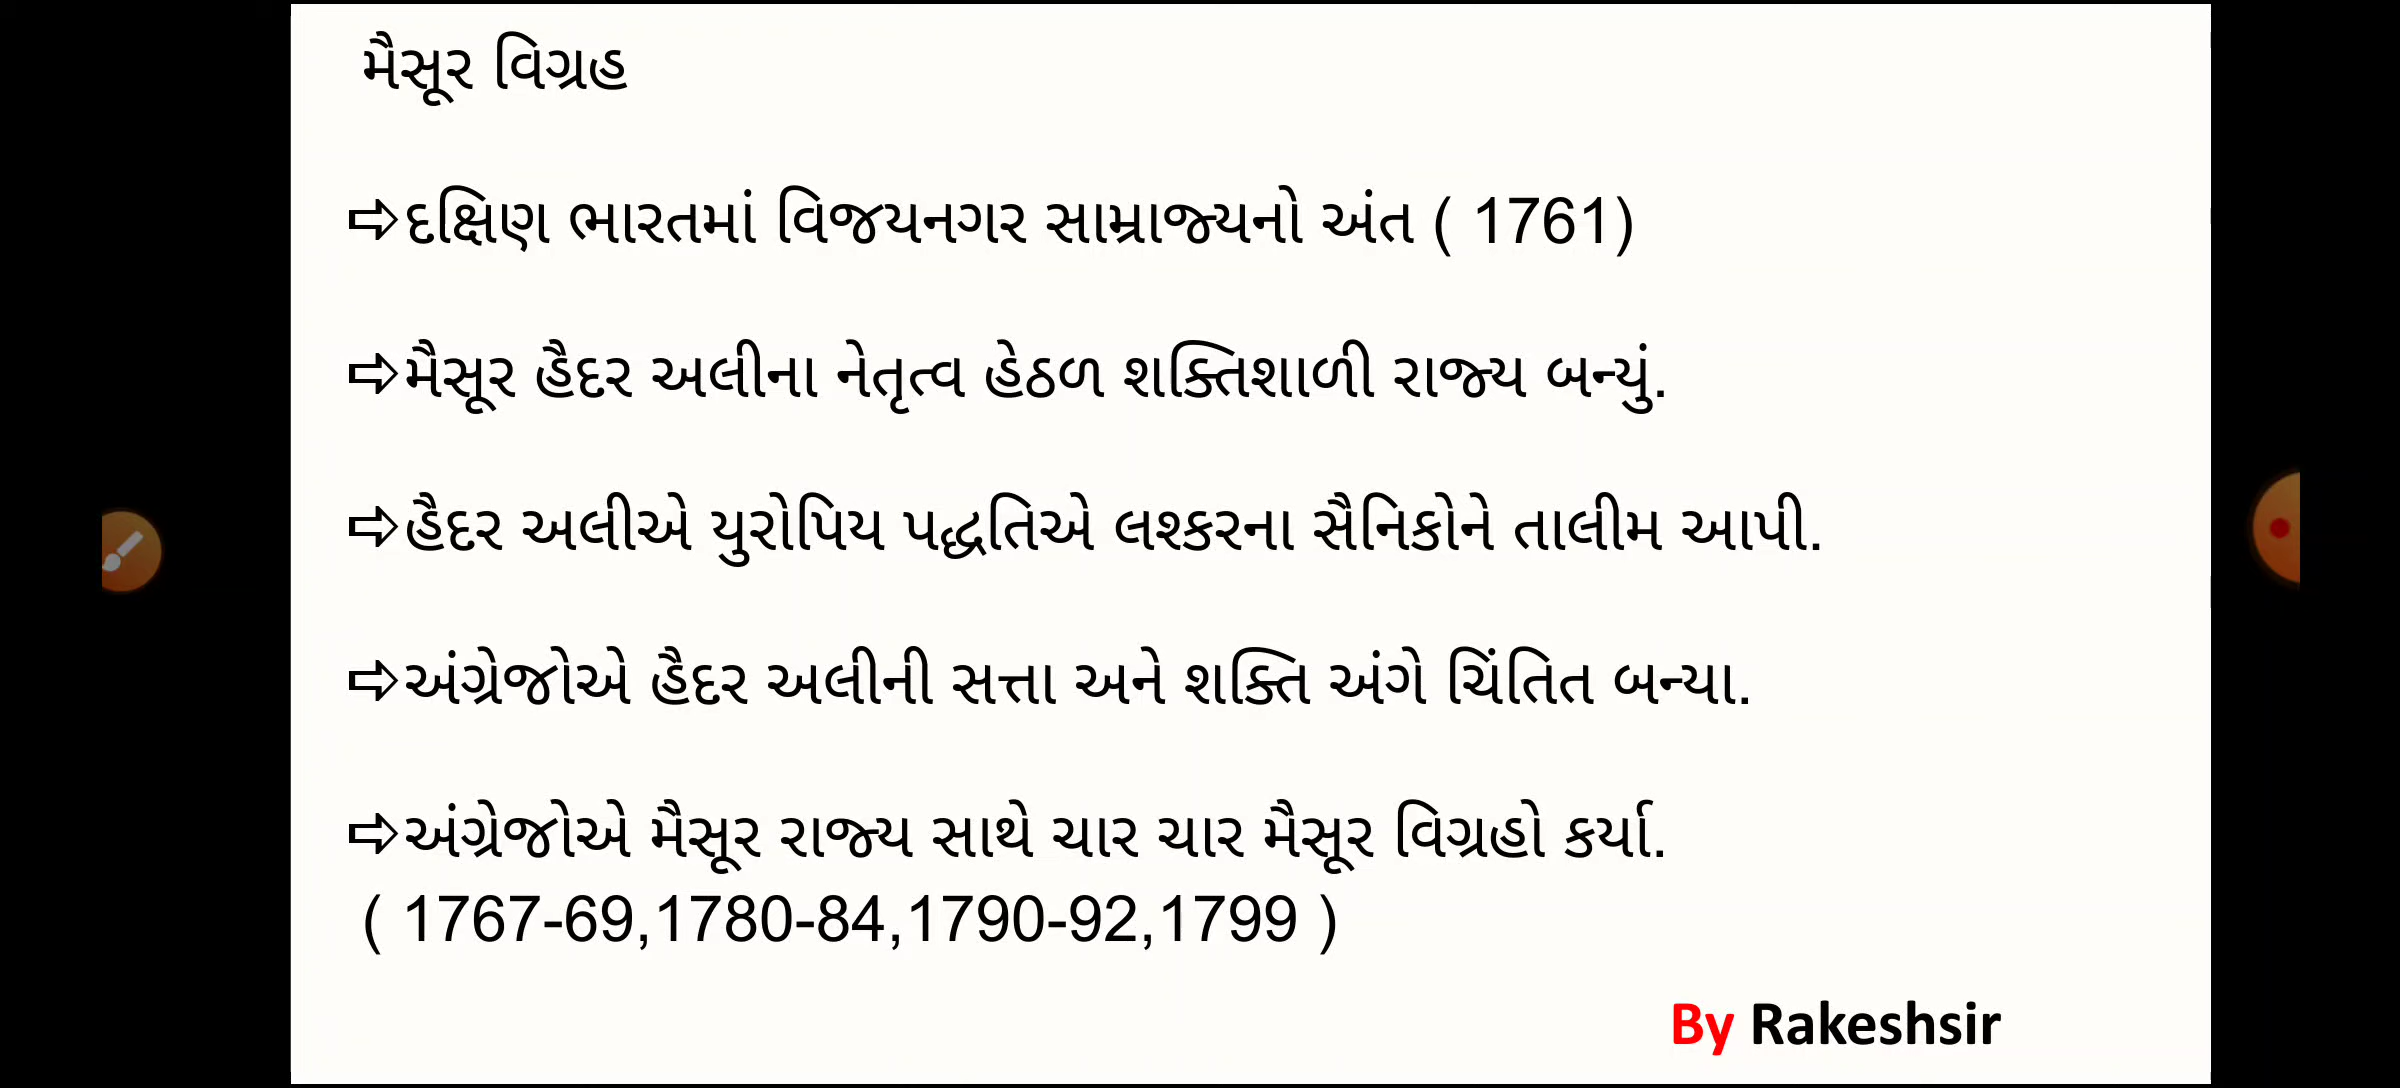 મૈસૂર વિગ્રહ
⇨દક્ષિણ ભારતમાં વિજયનગર સામ્રાજ્યનો અંત ( 1761)
⇨મૈસૂર હૈદર અલીના નેતૃત્વ હેઠળ શક્તિશાળી રાજ્ય બન્યું.
⇨હૈદર અલીએ યુરોપિય પદ્ધતિએ લશ્કરના સૈનિકોને તાલીમ આપી.
⇨અંગ્રેજોએ હૈદર અલીની સત્તા અને શક્તિ અંગે ચિંતિત બન્યા.
⇨અંગ્રેજોએ મૈસૂર રાજ્ય સાથે ચાર ચાર મૈસૂર વિગ્રહો કર્યા.
( 1767-69,1780-84,1790-92,1799 )
By Rakeshsir